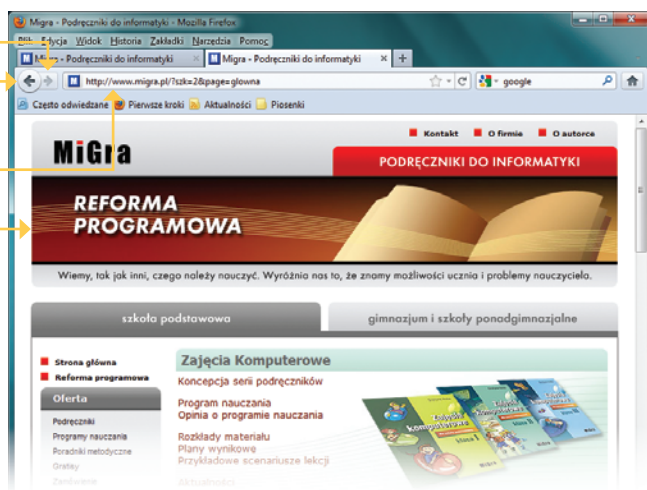 Migra - Podręczniki do informatyki - Mozilla Firefox
Plik Edycja Widok Historia Zakładki Narzędzia Pomoc
Migra - Podręczniki do informatyki
Migra - Podręczniki do informatyki
http://www.migra.pl/?szk=2&page=glowna
google
Często odwiedzane Pierwsze kroki Aktualności Piosenki
Kontakt O firmie O autorce
MiGra
PODRĘCZNIKI DO INFORMATYKI
REFORMA
PROGRAMOWA
Wiemy, tak jak inni, czego należy nauczyć. Wyróżnia nas to, że znamy możliwości ucznia i problemy nauczyciela.
szkoła podstawowa
gimnazjum i szkoły ponadgimnazjalne
Strona główna
Reforma programowa
Oferta
Podręczniki
Programy nauczania
Poradniki metodyczne
Gratisy
Zamówienia
Zajęcia Komputerowe
Koncepcja serii podręczników
Program nauczania
Opinia o programie nauczania
Rozkłady materiału
Plany wynikowe
Przykładowe scenariusze lekcji
Aktualności